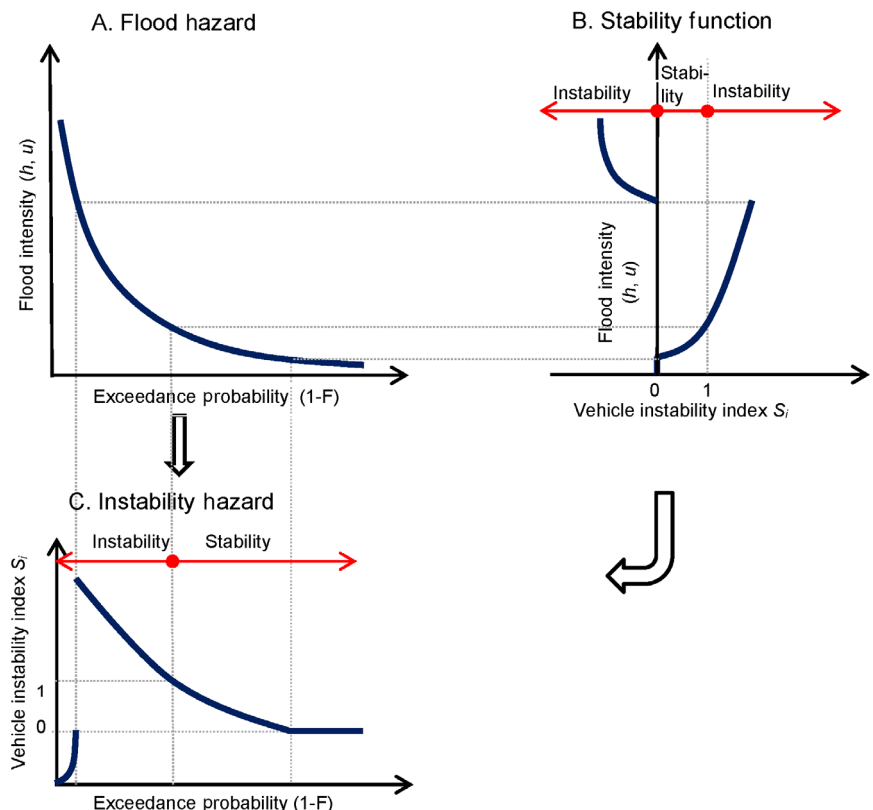 A. Flood hazard
Flood intensity (h, u)
Exceedance probability (1-F)
B. Stability function
Instability
Stabi-
lity
Instability
Flood intensity
(h, u)
0
1
Vehicle instability index Si
C. Instability hazard
Instability
Stability
Vehicle instability index Si
1
0
Exceedance probability (1-F)